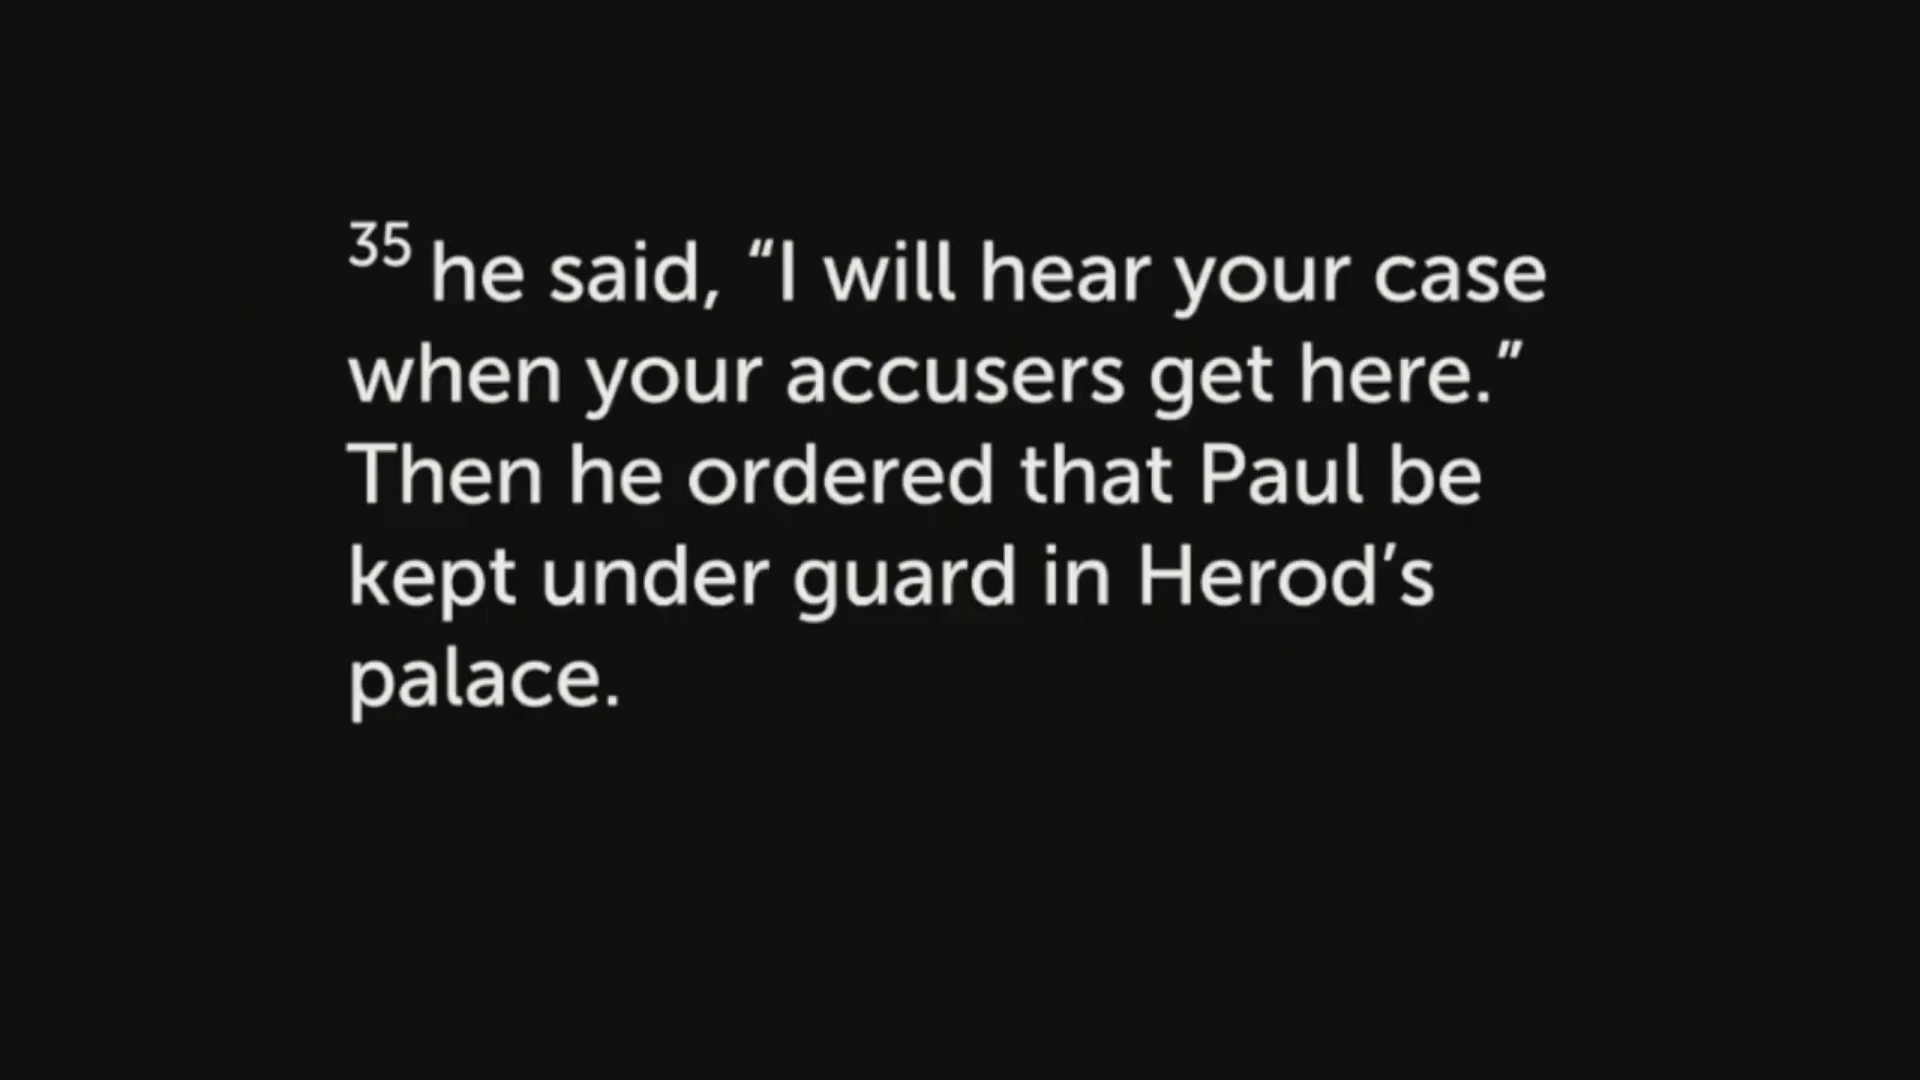 35 he said, “I will hear your case
when your accusers get here.”
Then he ordered that Paul be
kept under guard in Herod’s
palace.